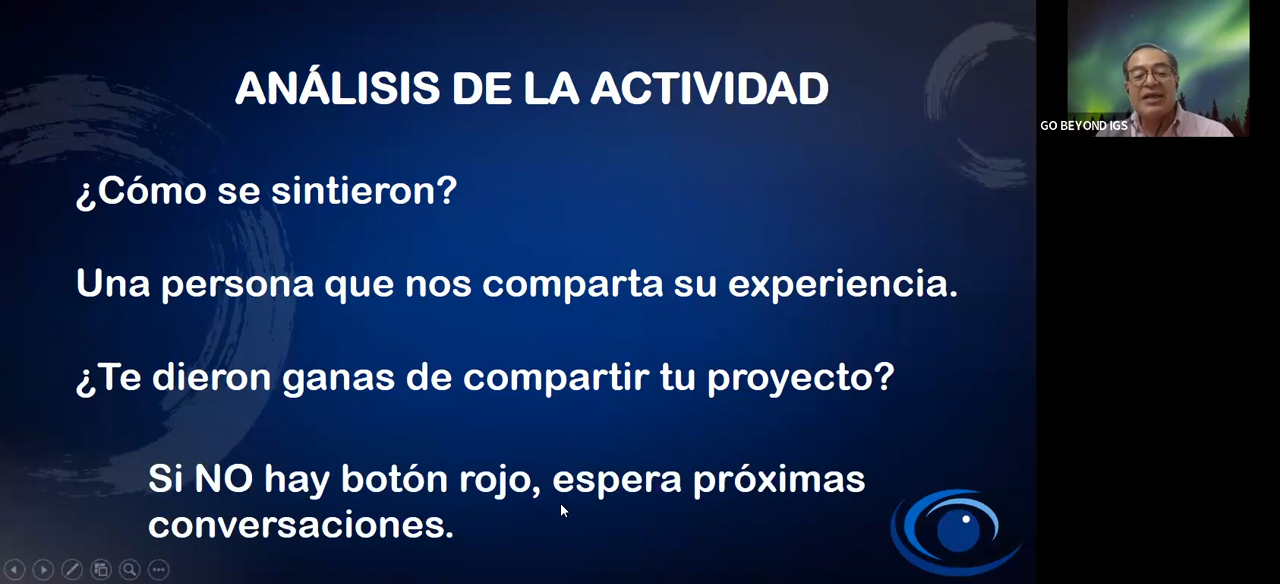 ANÁLISIS DE LA ACTIVIDAD
¿Cómo se sintieron?
Una persona que nos comparta su experiencia.
¿Te dieron ganas de compartir tu proyecto?
Si NO hay botón rojo, espera próximas
conversaciones.
GO BEYOND IGS